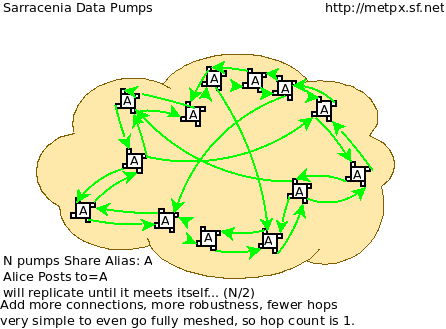 Sarracenia Data Pumps http://metpx.sf.net
A
A
A
A
A
A
A
A
A
A
A
A
A
N pumps Share Alias: A
Alice Posts to=A
will replicate until it meets itself... (N/2)
Add more connections, more robustness, fewer hops
very simple to even go fully meshed, so hop count is 1.